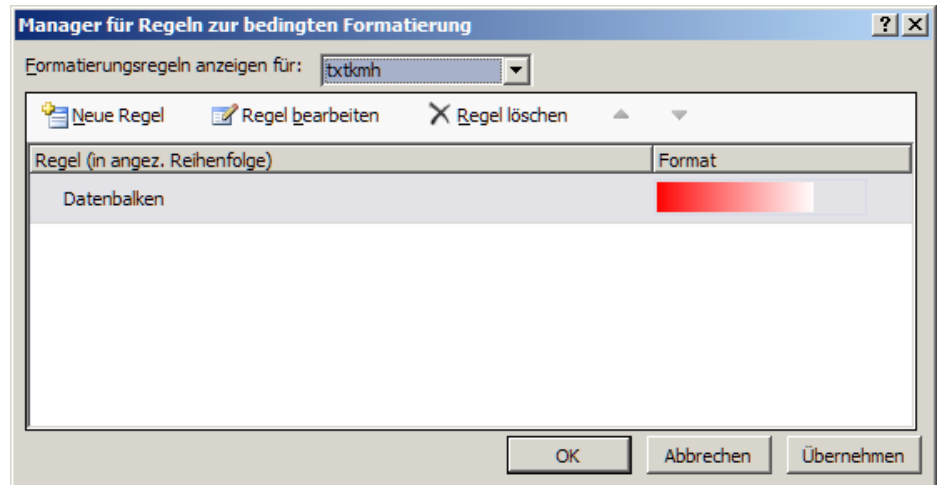 Manager für Regeln zur bedingten Formatierung
Formatierungsregeln anzeigen für: txtkmh
Neue Regel Regel bearbeiten Regel löschen
Regel (in angez. Reihenfolge) Format
Datenbalken
OK Abbrechen Übernehmen